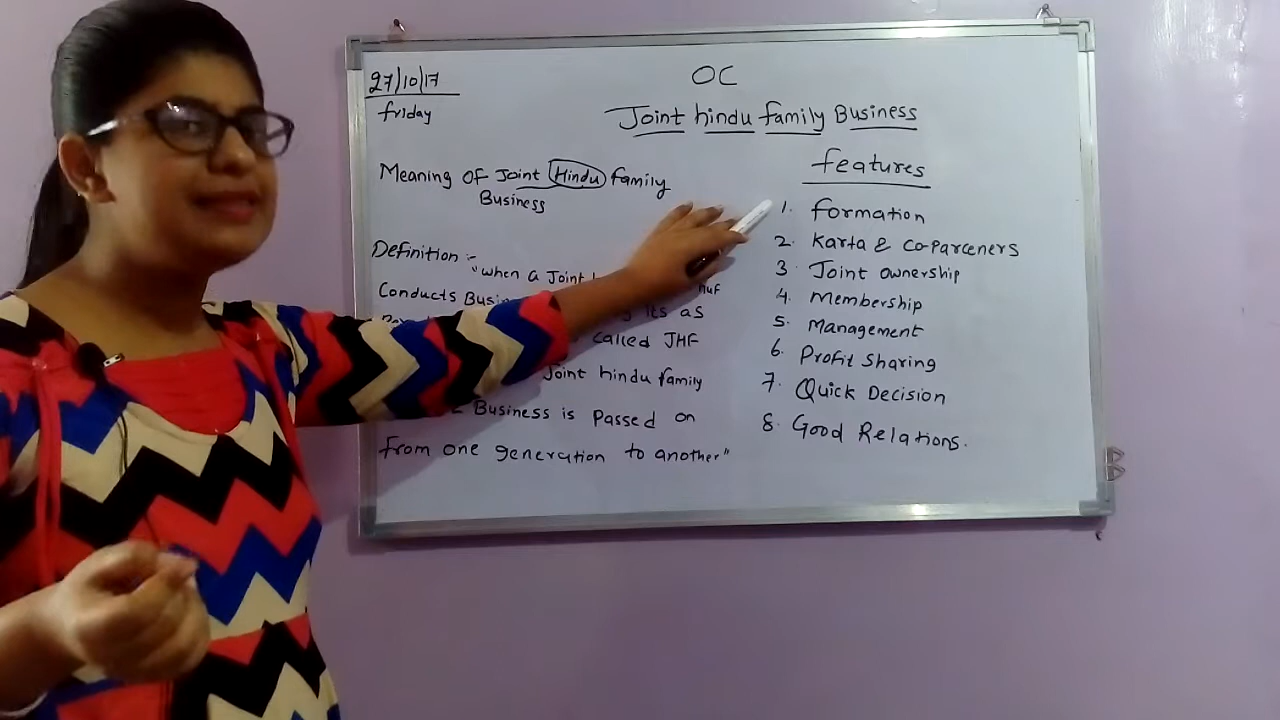 27/10/17
friday
OC
Joint hindu family Business
Meaning of Joint Hindu family
Business
Definition :-
"when a Joint
Conducts Busin
its as
called JHF
Joint hindu family
Business is passed on
from one generation to another"
features
1. formation
2. Karta & Co-parceners
3. Joint ownership
4. Membership
5. Management
6. Profit Sharing
7. Quick Decision
8. Good Relations.